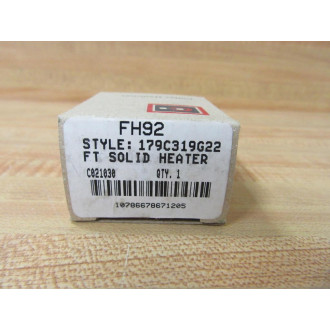 FH92
STYLE: 179C319G22
FT SOLID HEATER
C021030 QTY. 1
10786678671205